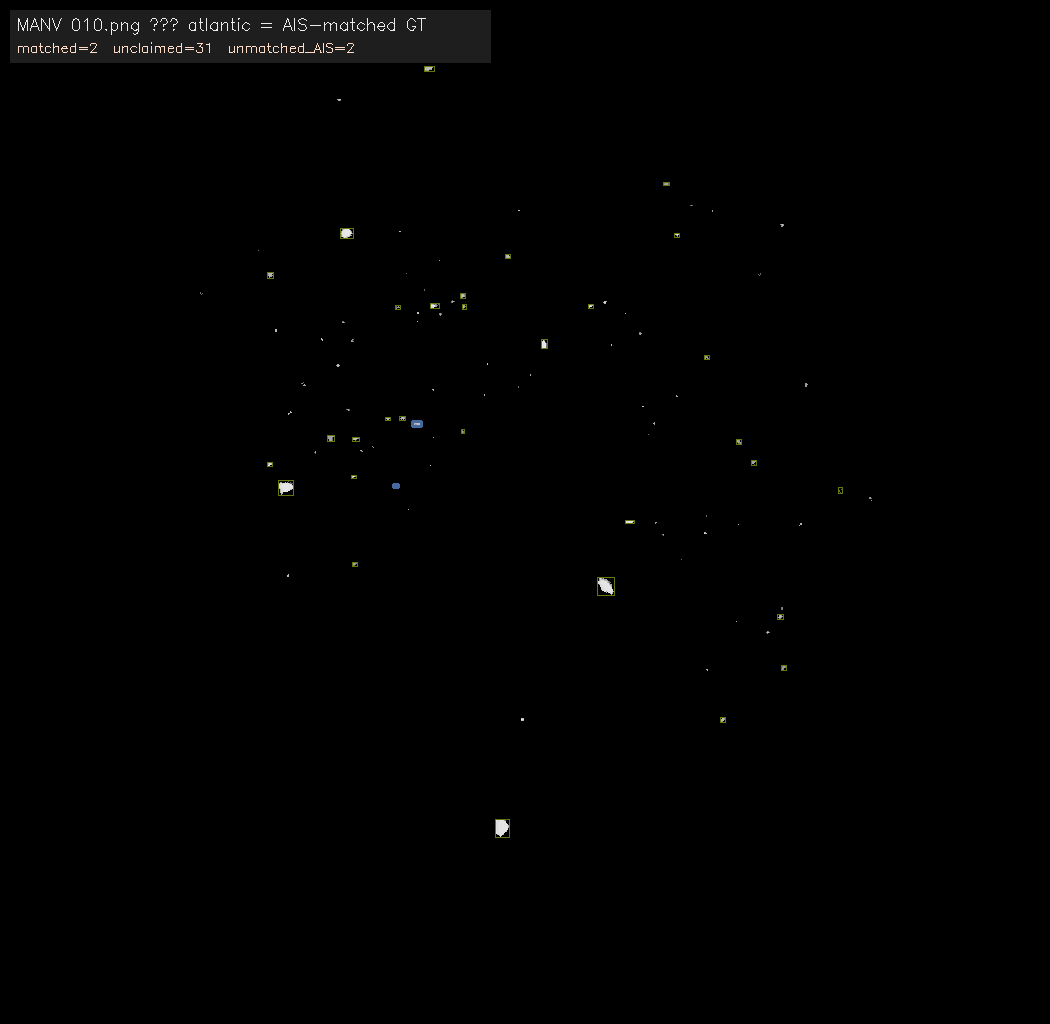 MANV 010.png ??? atlantic = AIS-matched GT
matched=2 unclaimed=31 unmatched_AIS=2